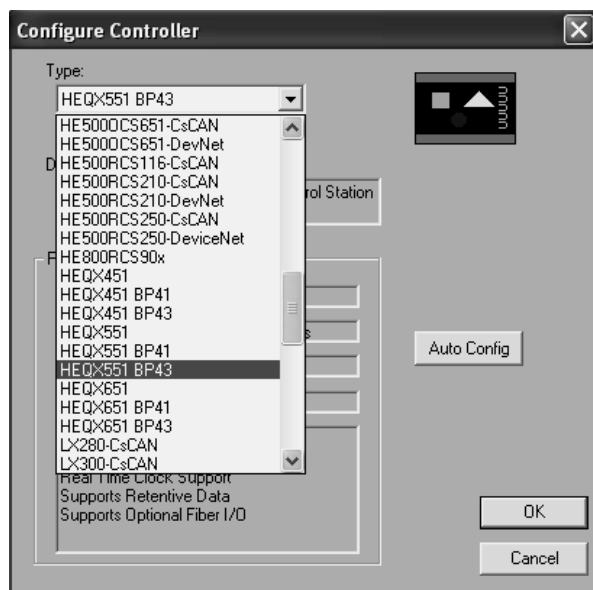 Configure Controller
Type:
HEQX551 BP43
HE500OCS651-CsCAN
HE500OCS651-DevNet
HE500RCS116-CsCAN
D
HE500RCS210-CsCAN
HE500RCS210-DevNet
rol Station
HE500RCS250-CsCAN
HE500RCS250-DeviceNet
HE800RCS90x
F
HEQX451
HEQX451 BP41
HEQX451 BP43
HEQX551
s
HEQX551 BP41
Auto Config
HEQX551 BP43
HEQX651
HEQX651 BP41
HEQX651 BP43
LX280-CsCAN
LX300-CsCAN
Real Time Clock Support
Supports Retentive Data
Supports Optional Fiber I/O
OK
Cancel